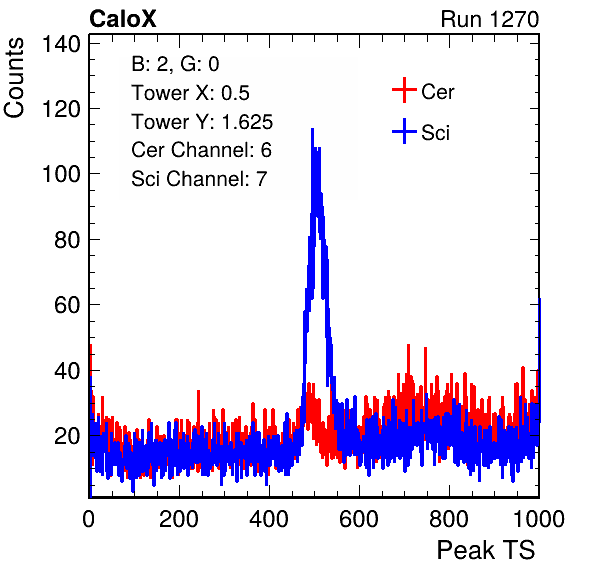 CaloX Run 1270
Counts
B: 2, G: 0
Tower X: 0.5
Tower Y: 1.625
Cer Channel: 6
Sci Channel: 7
Cer
Sci
140
120
100
80
60
40
20
0 200 400 600 800 1000
Peak TS